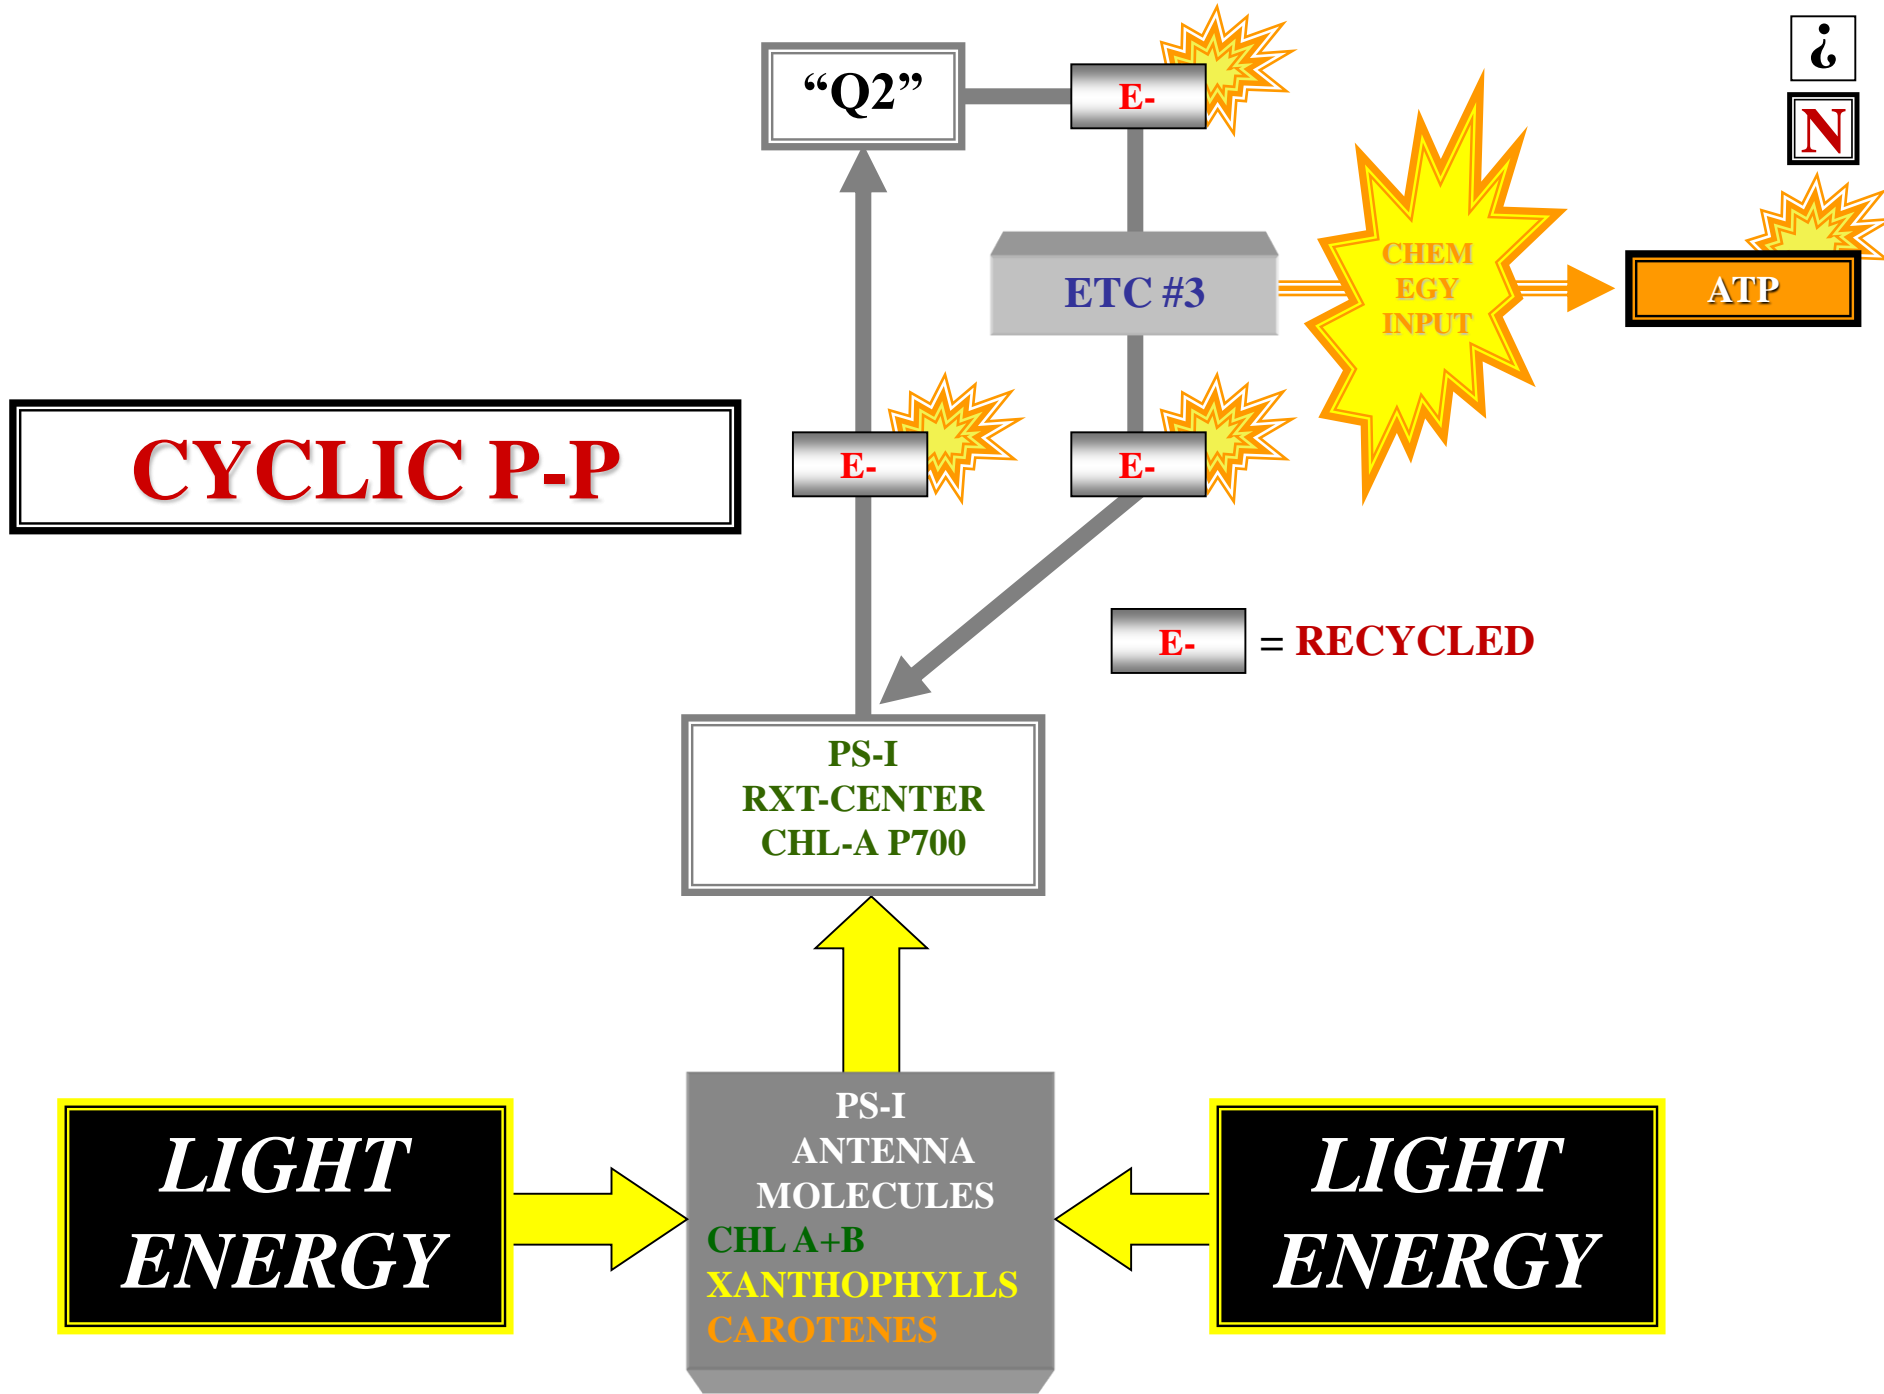 “Q2”
E-
¿
N
ETC #3
CHEM
EGY
INPUT
ATP
CYCLIC P-P
E-
E-
E-
= RECYCLED
PS-I
RXT-CENTER
CHL-A P700
LIGHT
ENERGY
PS-I
ANTENNA
MOLECULES
CHL A+B
XANTHOPHYLLS
CAROTENES
LIGHT
ENERGY